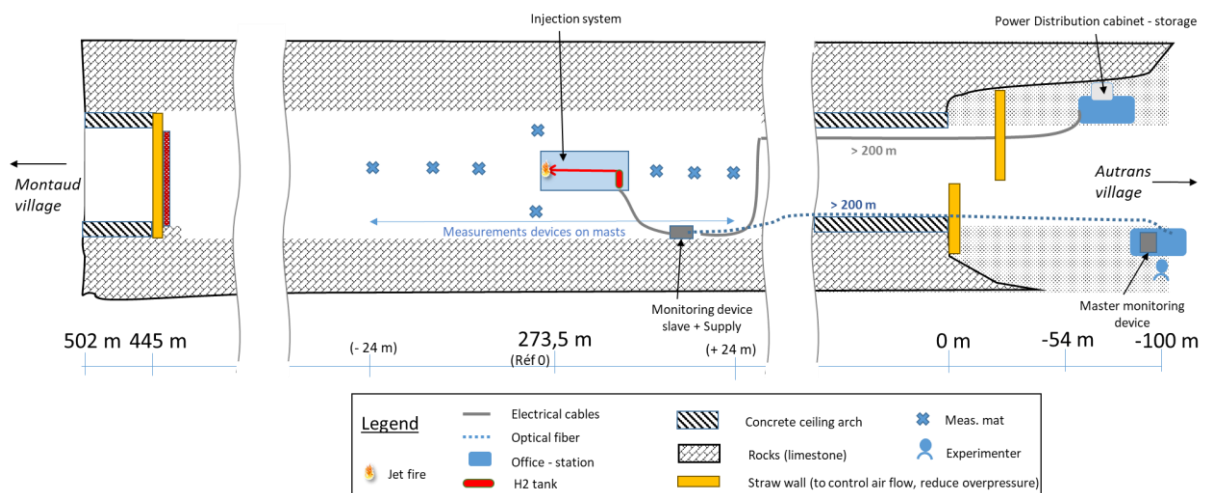 Injection system
Power Distribution cabinet - storage
> 200 m
Montaud
village
Autrans
village
> 200 m
Measurements devices on masts
Monitoring device
slave + Supply
Master monitoring
device
502 m 445 m
(- 24 m)
273,5 m
(Réf 0)
(+ 24 m)
0 m
-54 m
-100 m
Legend
Jet fire
Electrical cables
Optical fiber
Office - station
H2 tank
Concrete ceiling arch
Rocks (limestone)
Straw wall (to control air flow, reduce overpressure)
Meas. mat
Experimenter